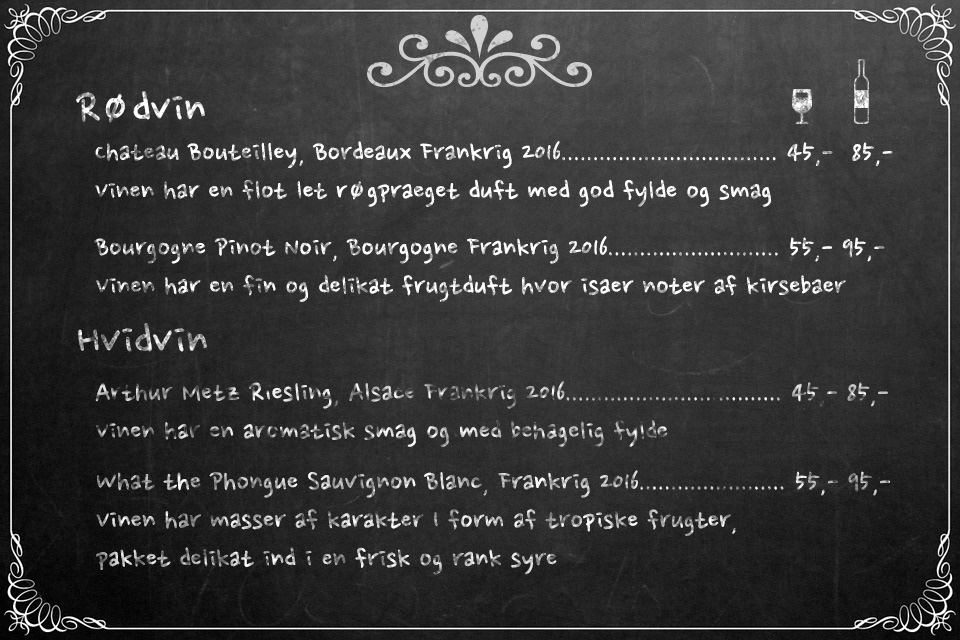 Rødvin
Chateau Bouteilley, Bordeaux Frankrig 2016.................................. 45,- 85,-
Vinen har en flot let røgpraeget duft med god fylde og smag
Bourgogne Pinot Noir, Bourgogne Frankrig 2016........................... 55,- 95,-
Vinen har en fin og delikat frugtduft hvor isaer noter af kirsebaer
Hvidvin
Arthur Metz Riesling, Alsace Frankrig 2016.................................. 45,- 85,-
Vinen har en aromatisk smag og med behagelig fylde
What the Phongue Sauvignon Blanc, Frankrig 2016....................... 55,- 95,-
Vinen har masser af karakter I form af tropiske frugter,
pakket delikat ind i en frisk og rank syre